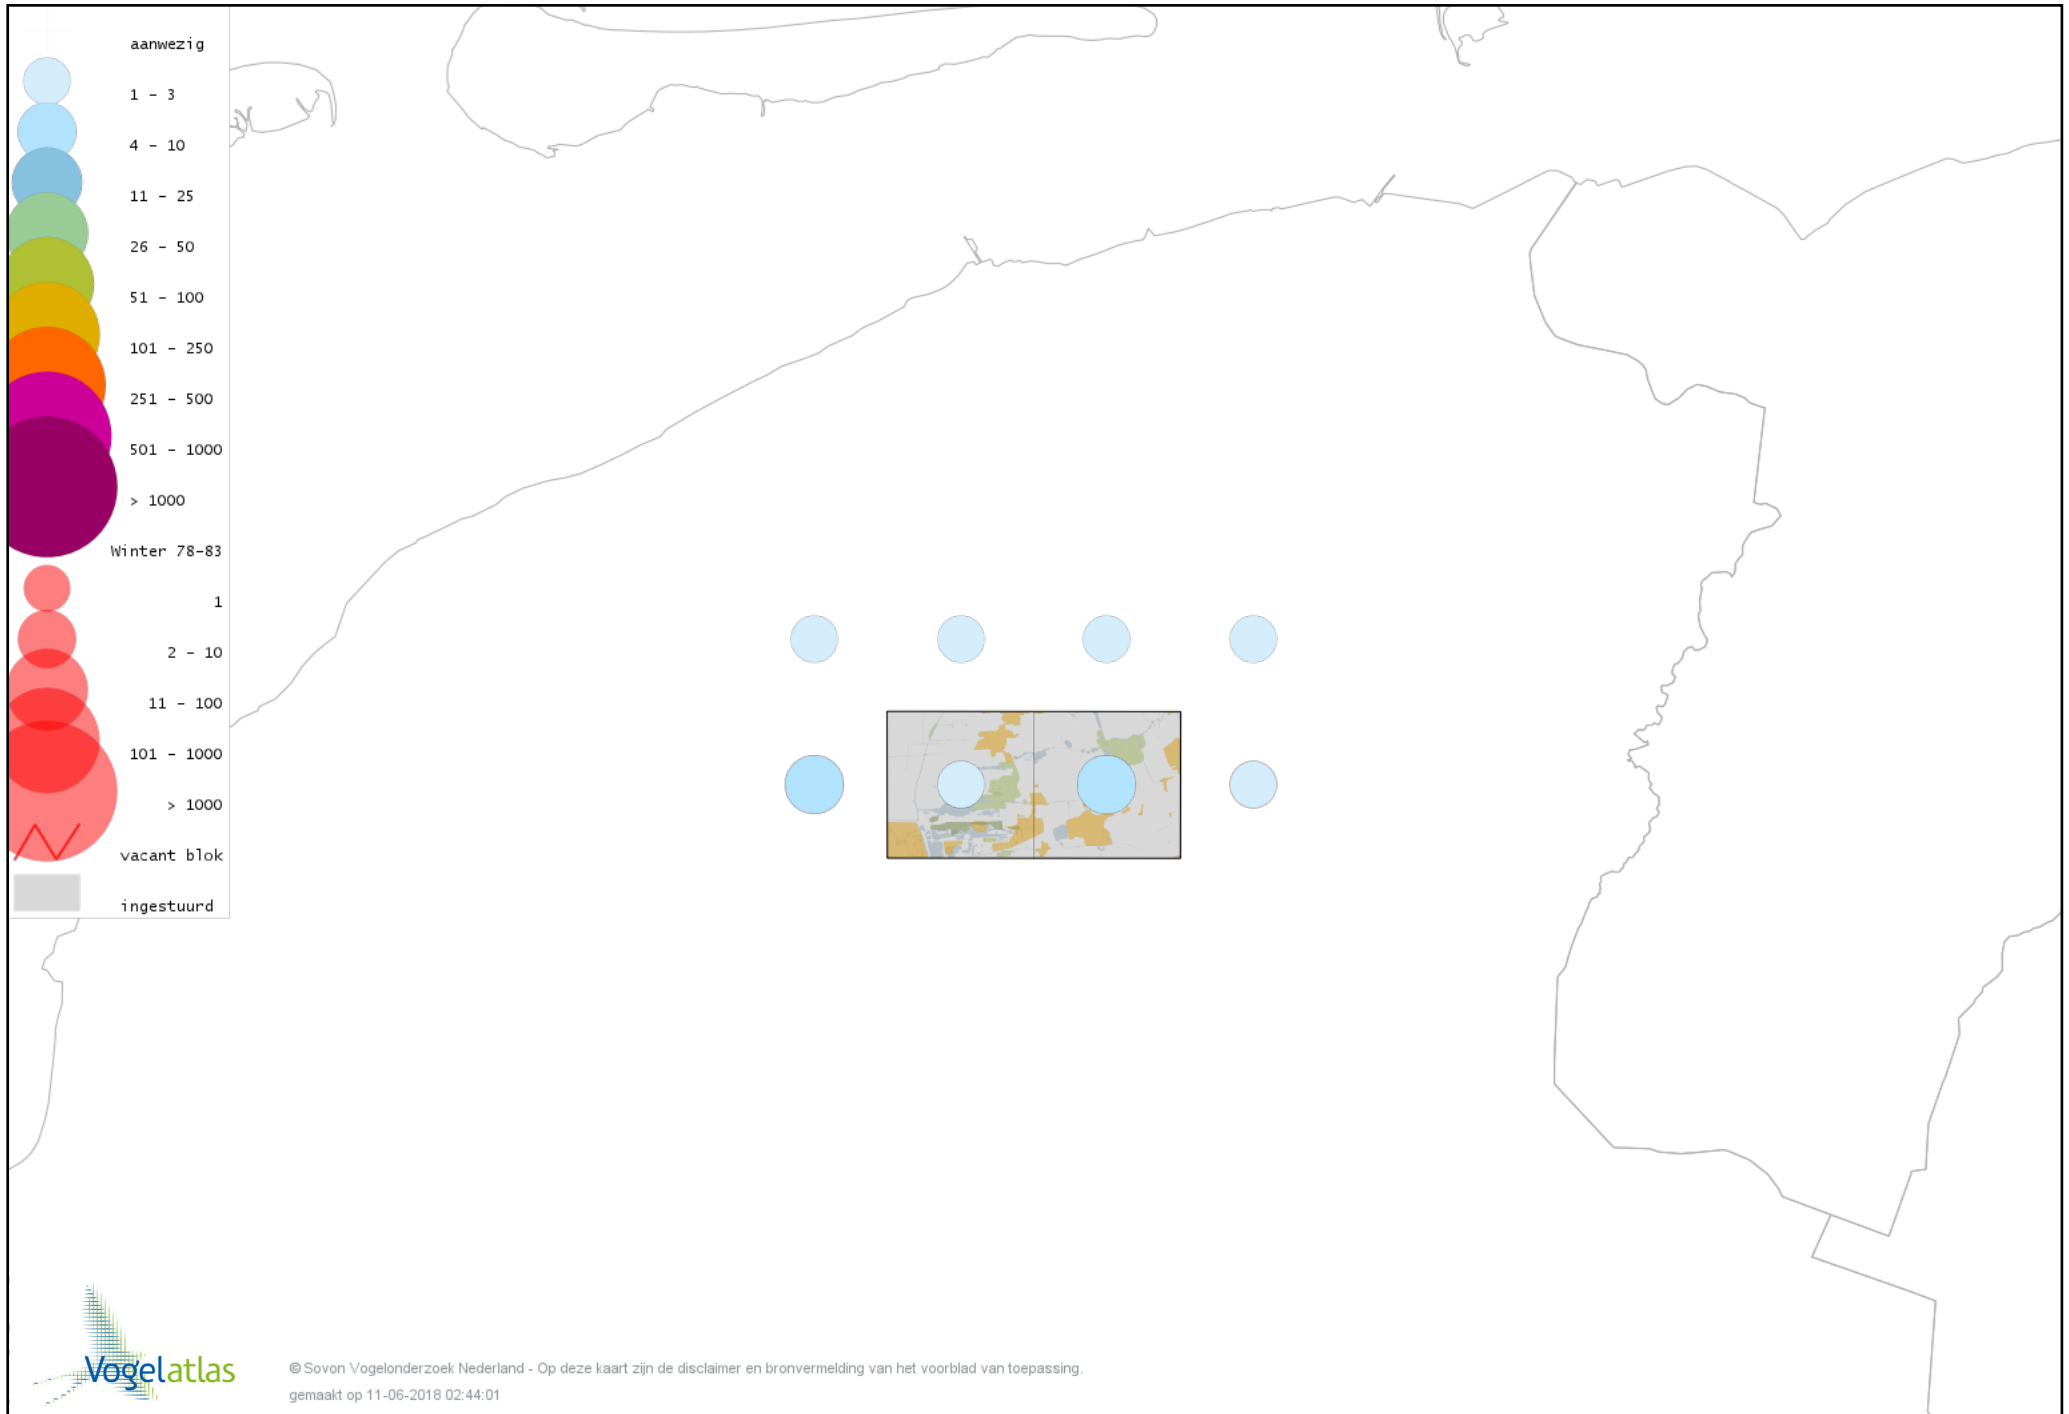 aanwezig
1 - 3
4 - 10
11 - 25
26 - 50
51 - 100
101 - 250
251 - 500
501 - 1000
> 1000
Winter 78-83
1
2 - 10
11 - 100
101 - 1000
> 1000
vacant blok
ingestuurd
Vogelatlas
© Sovon Vogelonderzoek Nederland - Op deze kaart zijn de disclaimer en bronvermelding van het voorblad van toepassing.
gemaakt op 11-06-2018 02:44:01